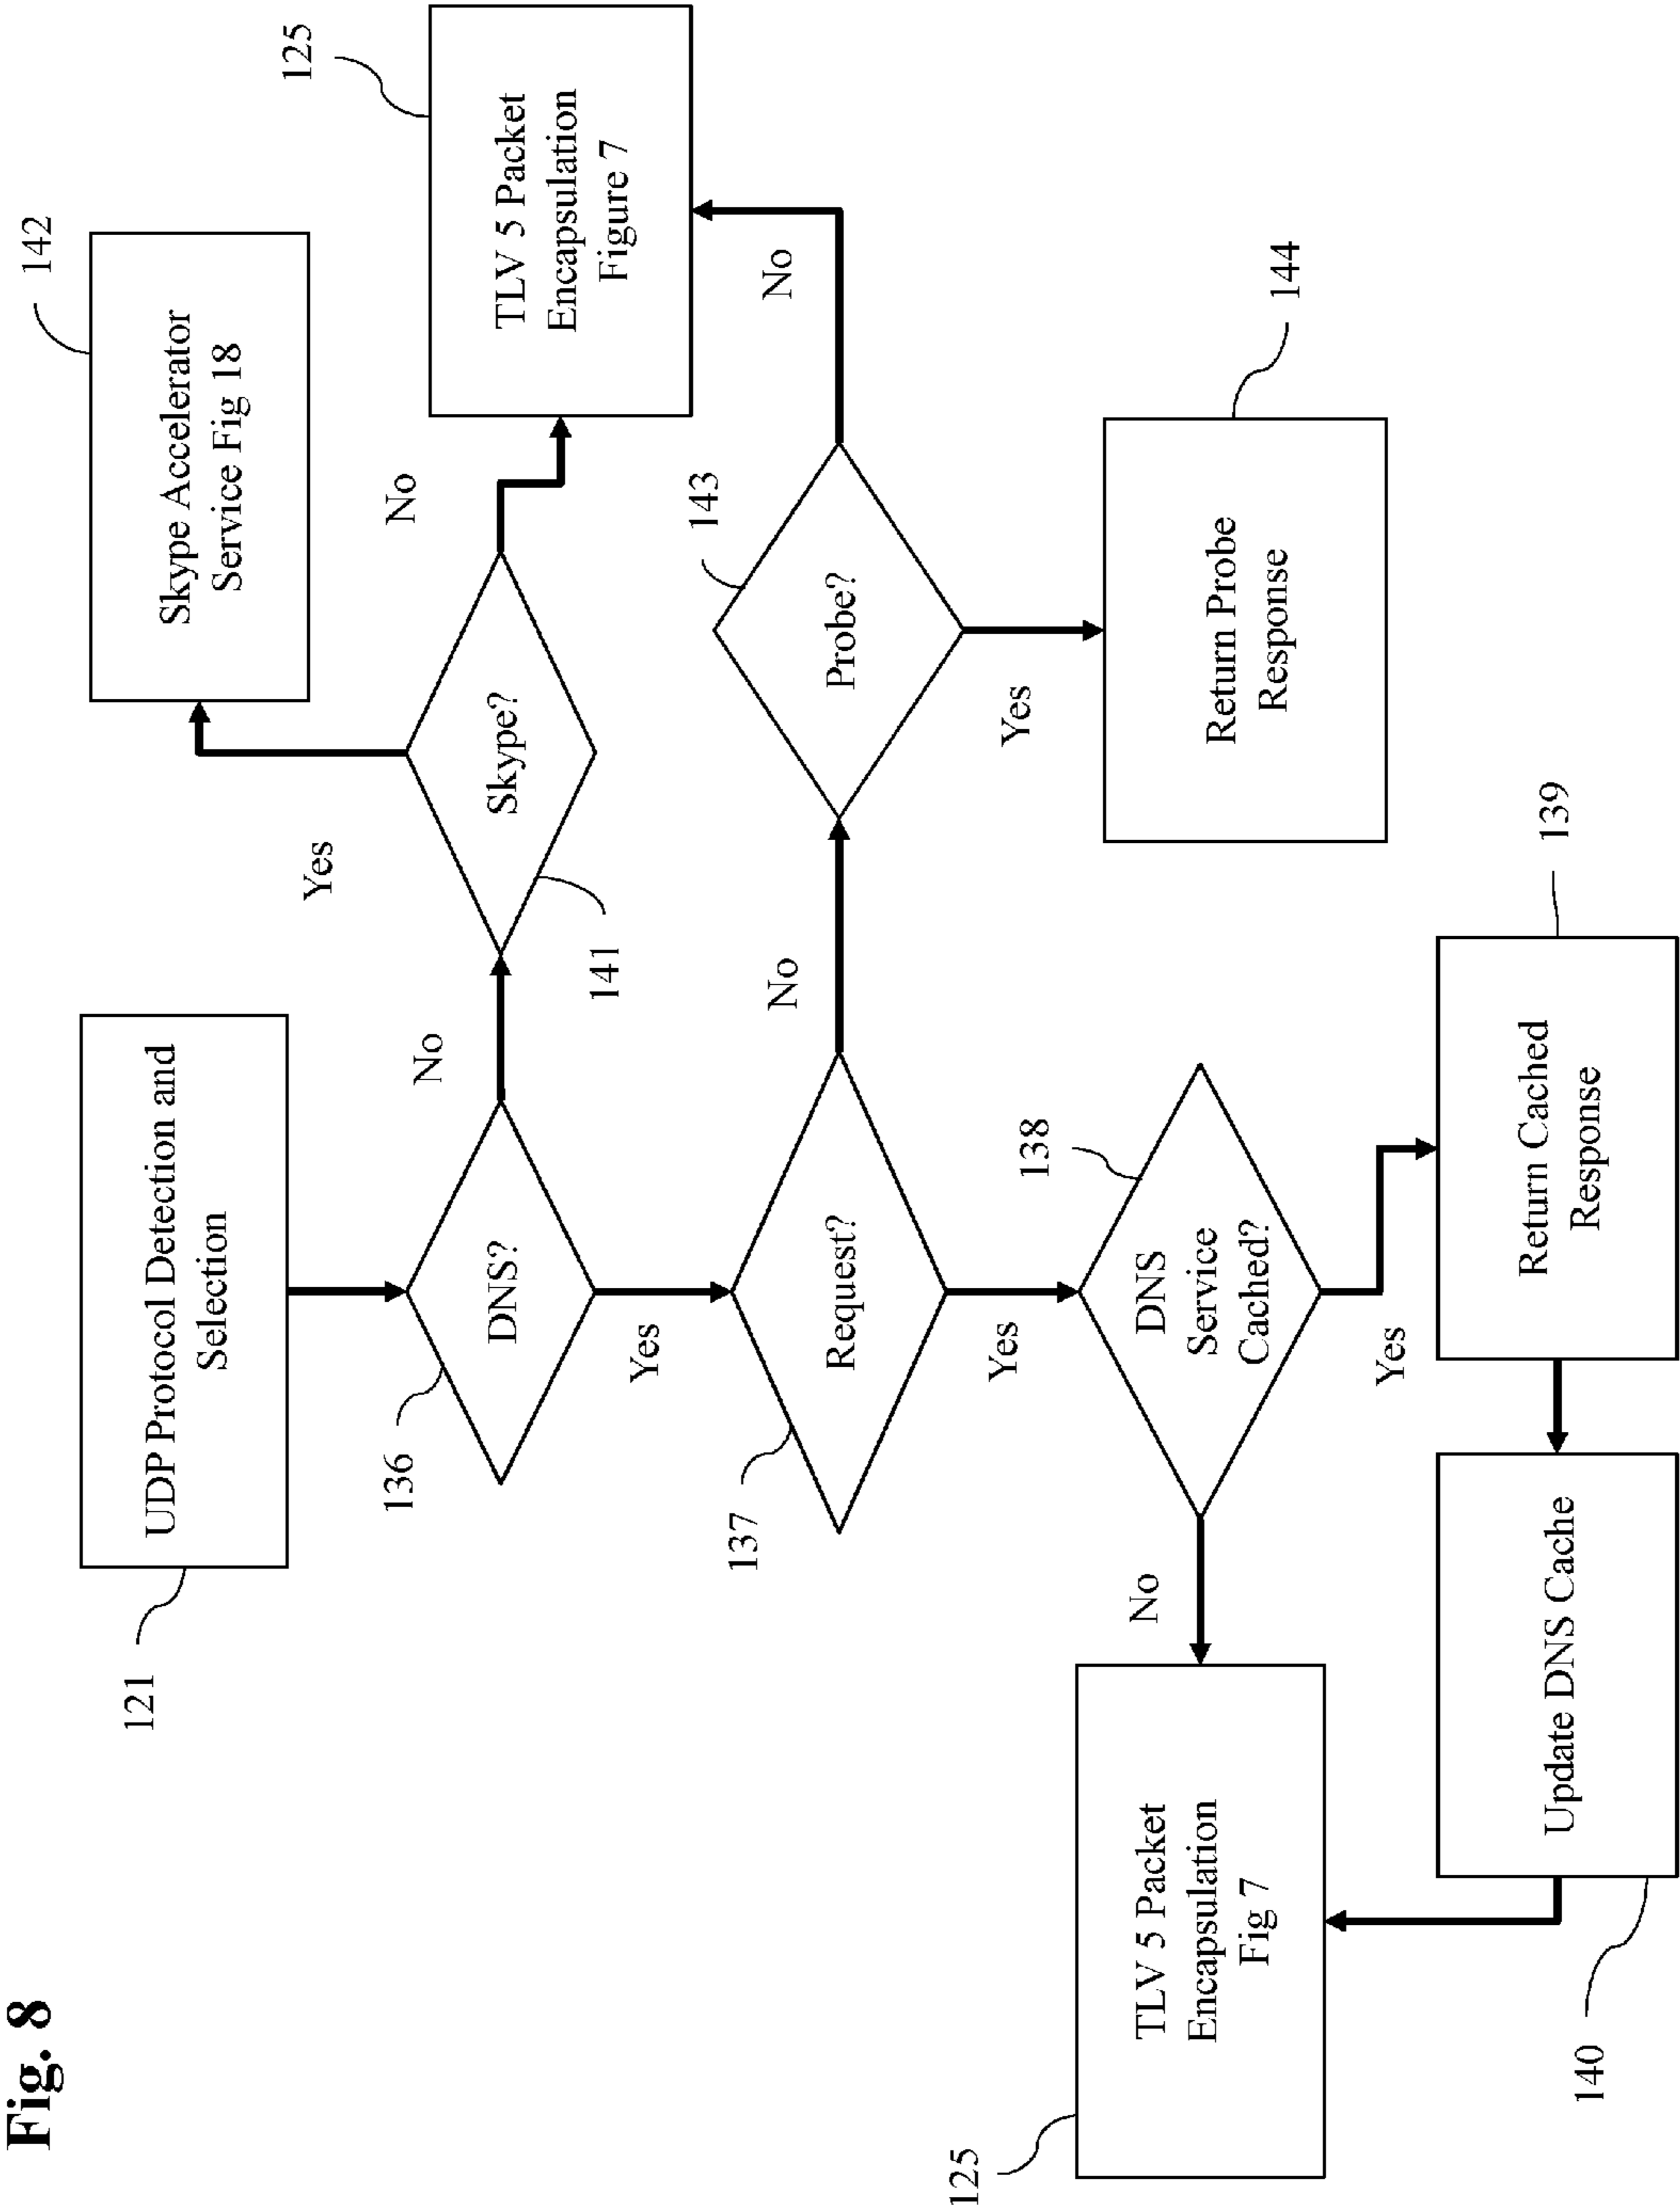 Fig. 8
121
UDP Protocol Detection and
Selection
142
Skype Accelerator
Service Fig 18
Yes
136
DNS?
No
141
Skype?
No
125
TLV 5 Packet
Encapsulation
Figure 7
Yes
137
Request?
No
143
Probe?
No
Yes
Yes
144
Return Probe
Response
125
TLV 5 Packet
Encapsulation
Fig 7
No
138
DNS
Service
Cached?
Yes
140
Update DNS Cache
139
Return Cached
Response